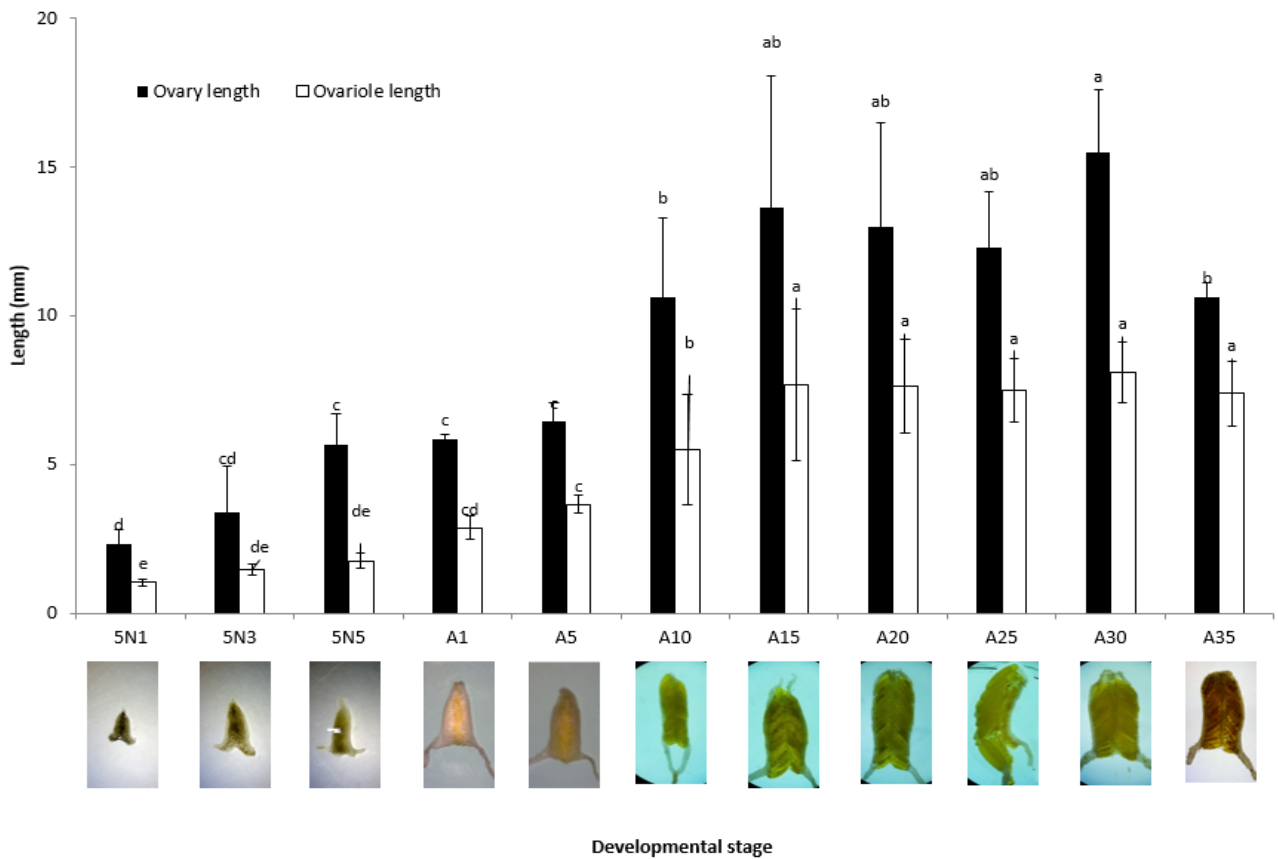 20
15
10
5
0
Length (mm)
Ovary length Ovariole length
d e cd de c de c cd c c b b ab a ab a ab a a a b a
5N1 5N3 5N5 A1 A5 A10 A15 A20 A25 A30 A35
Developmental stage